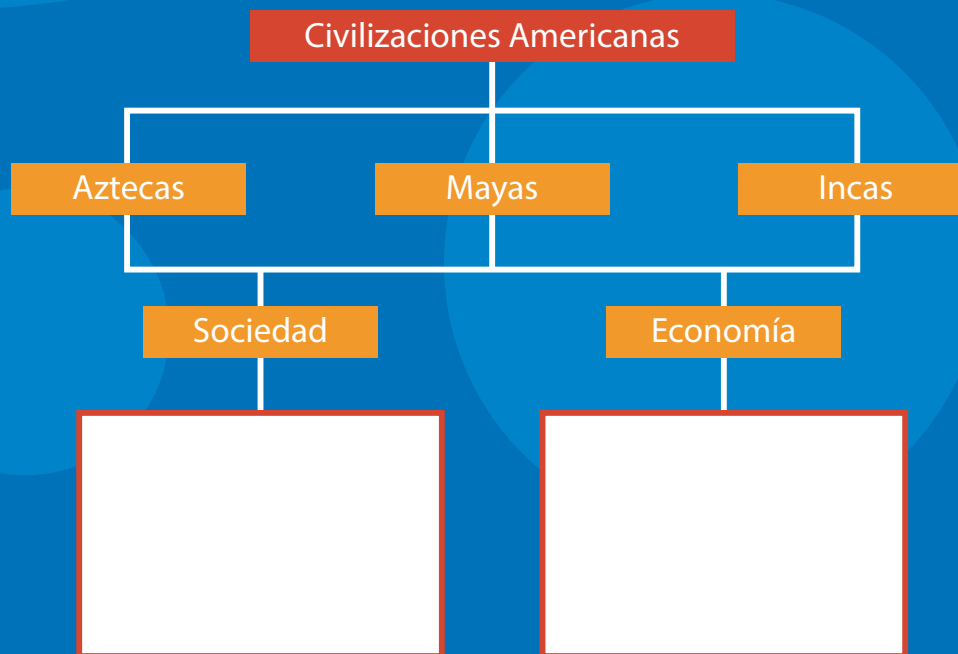 Civilizaciones Americanas
Aztecas
Mayas
Incas
Sociedad
Economía